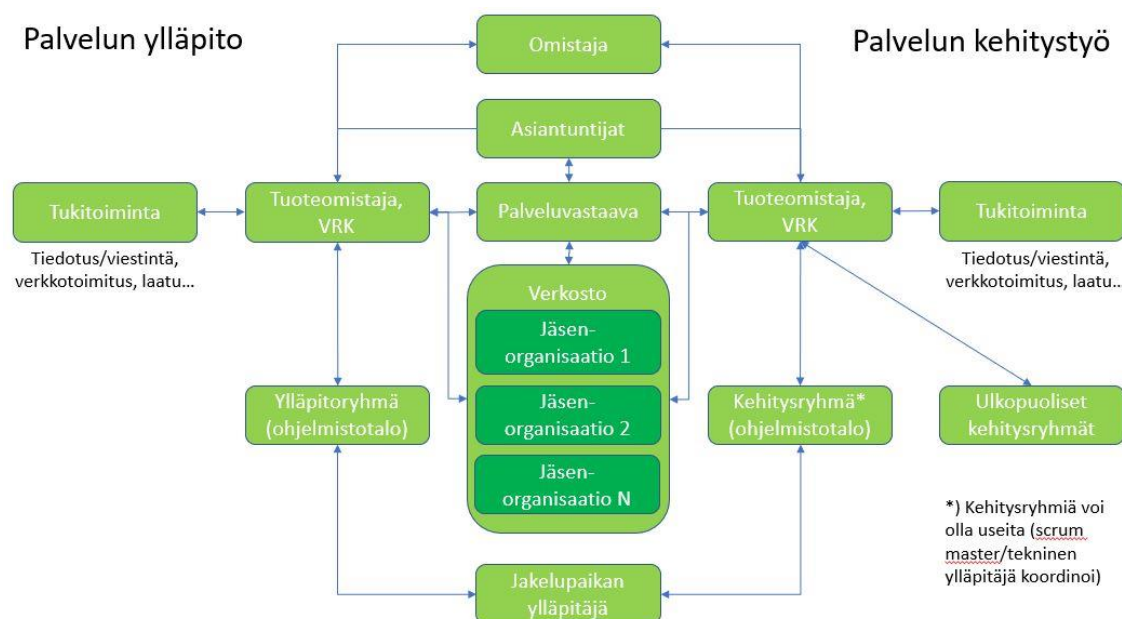 Palvelun ylläpito
Omistaja
Palvelun kehitystyö
Asiantuntijat
Tukitoiminta
Tuoteomistaja,
VRK
Palveluvastaava
Tuoteomistaja,
VRK
Tukitoiminta
Tiedotus/viestintä,
verkkotoimitus, laatu...
Tiedotus/viestintä,
verkkotoimitus, laatu...
Verkosto
Jäsen-
organisaatio 1
Jäsen-
organisaatio 2
Jäsen-
organisaatio N
Ylläpitoryhmä
(ohjelmistotalo)
Kehitysryhmä*
(ohjelmistotalo)
Ulkopuoliset
kehitysryhmät
*) Kehitysryhmiä voi
olla useita (scrum
master/tekninen
ylläpitäjä koordinoi)
Jakelupaikan
ylläpitäjä